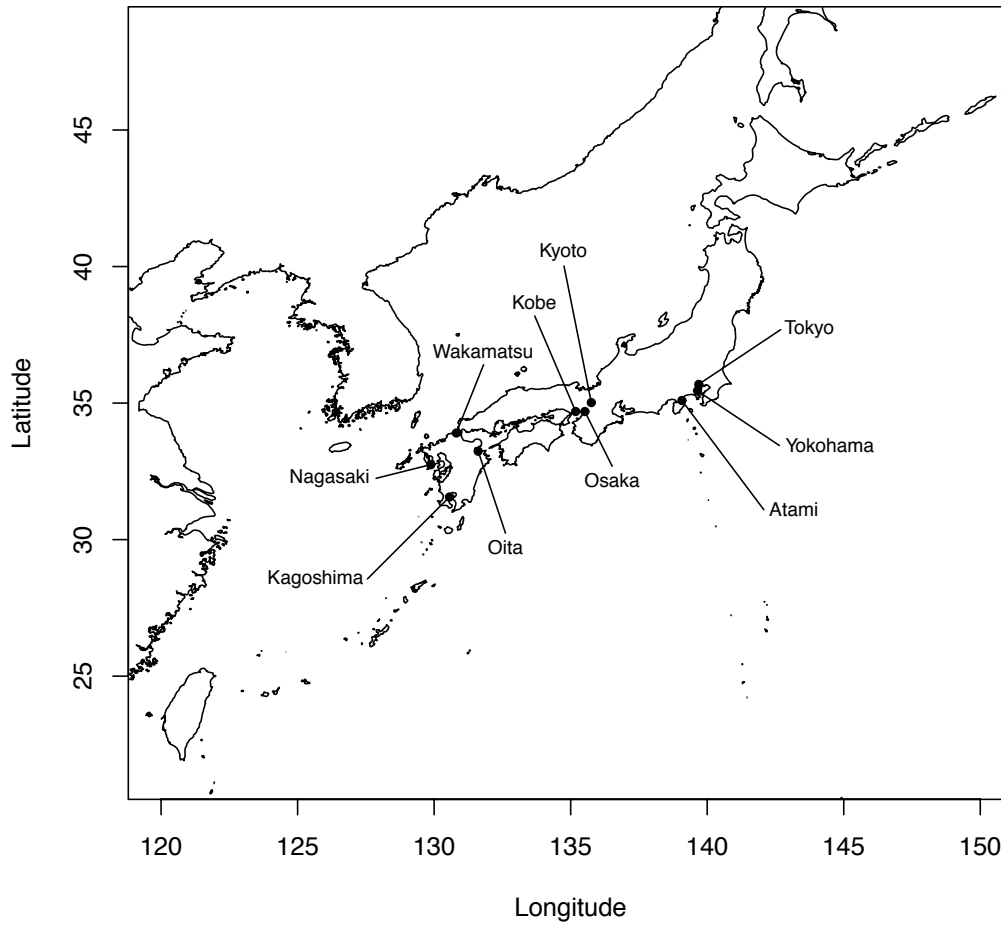 45
40
35
30
25
Latitude
Kyoto
Kobe
Wakamatsu
Tokyo
Nagasaki
Osaka
Yokohama
Atami
Oita
Kagoshima
120
125
130
135
140
145
150
Longitude